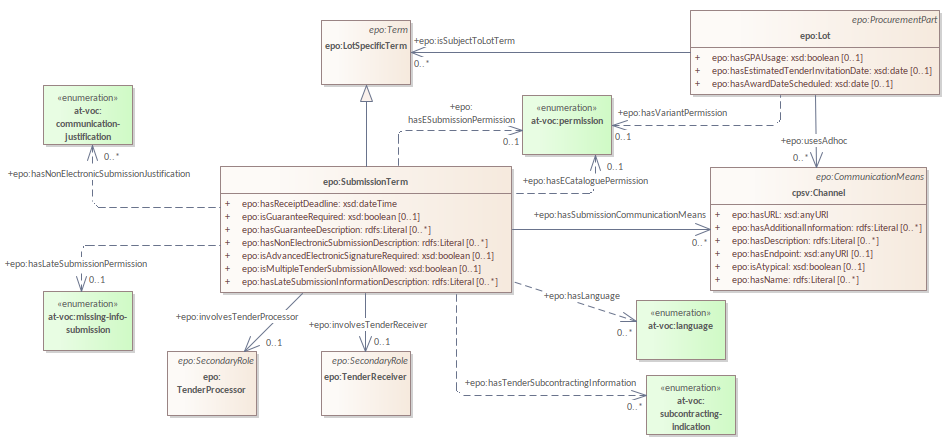 epo:Term
epo:LotSpecificTerm
+epo:isSubjectToLotTerm
0..*
epo:ProcurementPart
epo:Lot
+ epo:hasGPAUsage: xsd:boolean [0..1]
+ epo:hasEstimatedTenderInvitationDate: xsd:date [0..1]
+ epo:hasAwardDateScheduled: xsd:date [0..1]
«enumeration»
at-voc:
communication-
justification
0..*
+epo:hasNonElectronicSubmissionJustification
+epo:
hasESubmissionPermission
0..1
«enumeration»
at-voc:permission
+epo:hasVariantPermission
0..1
0..1
+epo:hasECataloguePermission
+epo:usesAdhoc
0..*
epo:SubmissionTerm
+ epo:hasReceiptDeadline: xsd:dateTime
+ epo:isGuaranteeRequired: xsd:boolean [0..1]
+ epo:hasGuaranteeDescription: rdfs:Literal [0..*]
+ epo:hasNonElectronicSubmissionDescription: rdfs:Literal [0..*]
+ epo:isAdvancedElectronicSignatureRequired: xsd:boolean [0..1]
+ epo:isMultipleTenderSubmissionAllowed: xsd:boolean [0..1]
+ epo:hasLateSubmissionInformationDescription: rdfs:Literal [0..*]
+epo:hasSubmissionCommunicationMeans
0..*
epo:CommunicationMeans
cpsv:Channel
+ epo:hasURL: xsd:anyURI
+ epo:hasAdditionalInformation: rdfs:Literal [0..*]
+ epo:hasDescription: rdfs:Literal [0..*]
+ epo:hasEndpoint: xsd:anyURI [0..1]
+ epo:isAtypical: xsd:boolean [0..1]
+ epo:hasName: rdfs:Literal [0..*]
+epo:hasLateSubmissionPermission
0..1
«enumeration»
at-voc:missing-info-
submission
+epo:involvesTenderProcessor
0..1
+epo:involvesTenderReceiver
0..1
epo:SecondaryRole
epo:
TenderProcessor
epo:SecondaryRole
epo:TenderReceiver
+epo:hasLanguage
0..*
«enumeration»
at-voc:language
+epo:hasTenderSubcontractingInformation
0..*
«enumeration»
at-voc:
subcontracting-
indication